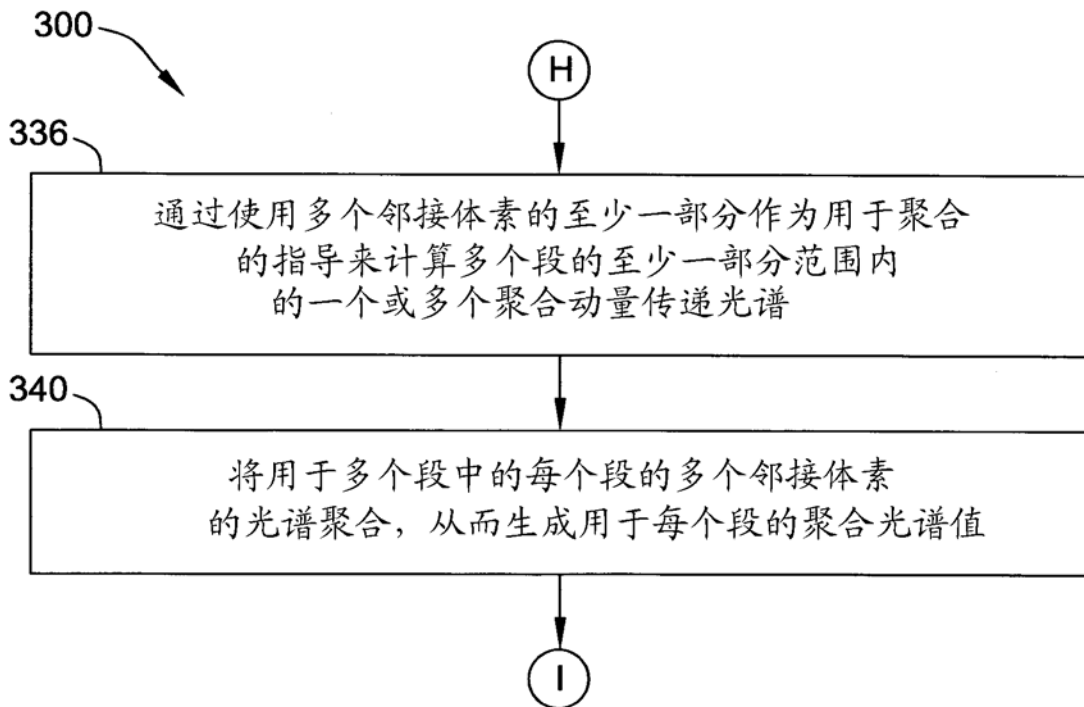 300
H
336
通过使用多个邻接体素的至少一部分作为用于聚合
的指导来计算多个段的至少一部分范围内
的一个或多个聚合动量传递光谱
340
将用于多个段中的每个段的多个邻接体素
的光谱聚合，从而生成用于每个段的聚合光谱值
I